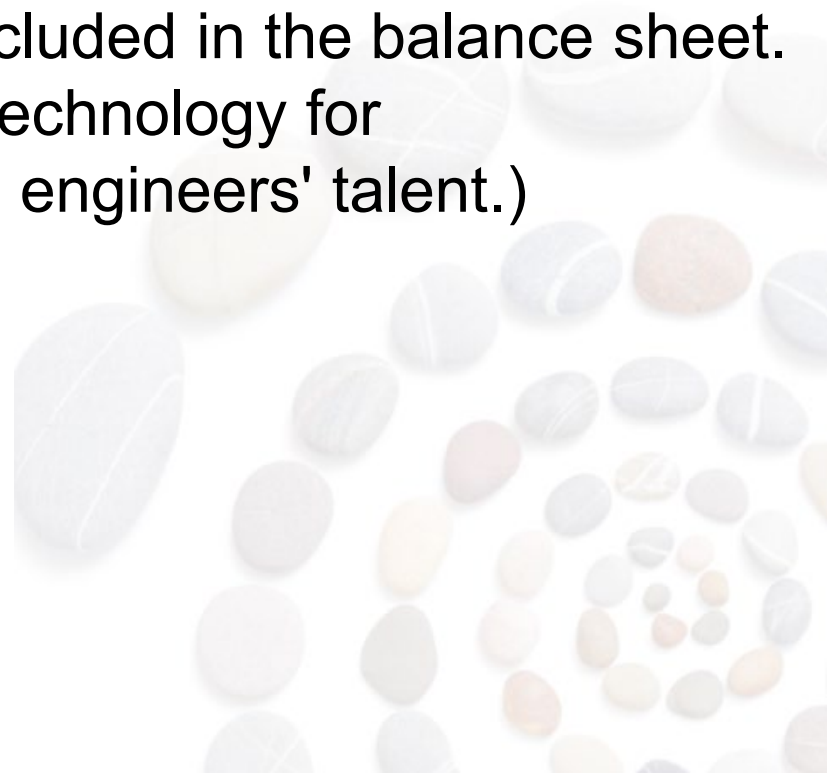 cluded in the balance sheet.
echnology for
engineers' talent.)